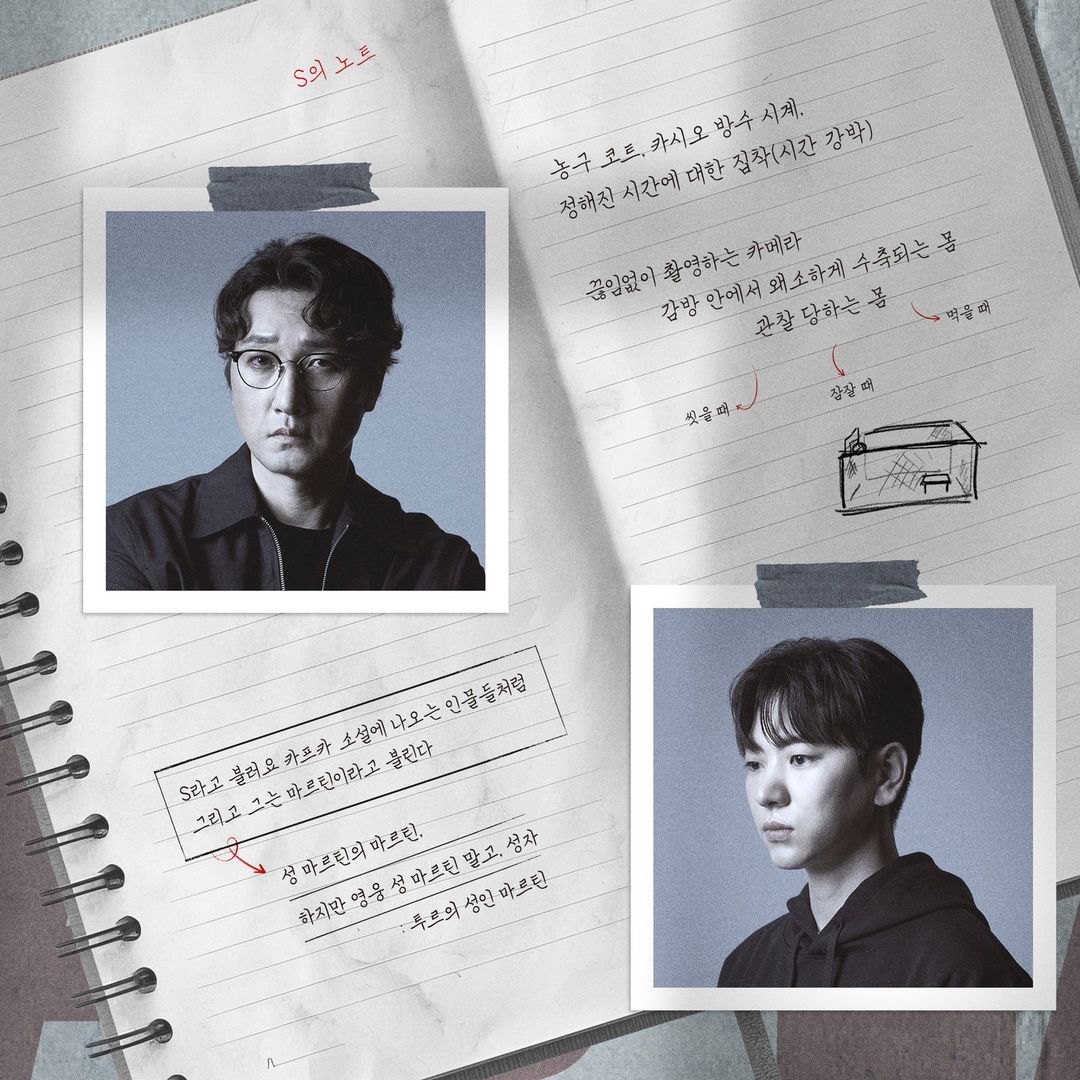 S의 노트
S라고 불러요 카프카 소설에 나오는 인물들처럼
그리고 그는 마르틴이라고 불린다
성 마르틴의 마르틴,
하지만 영웅 성 마르틴 말고, 성자
: 투르의 성인 마르틴
농구 코트, 카시오 방수 시계,
정해진 시간에 대한 집착(시간 강박)
끊임없이 촬영하는 카메라
감방 안에서 왜소하게 수축되는 몸
관찰 당하는 몸
먹을 때
잠잘 때
씻을 때